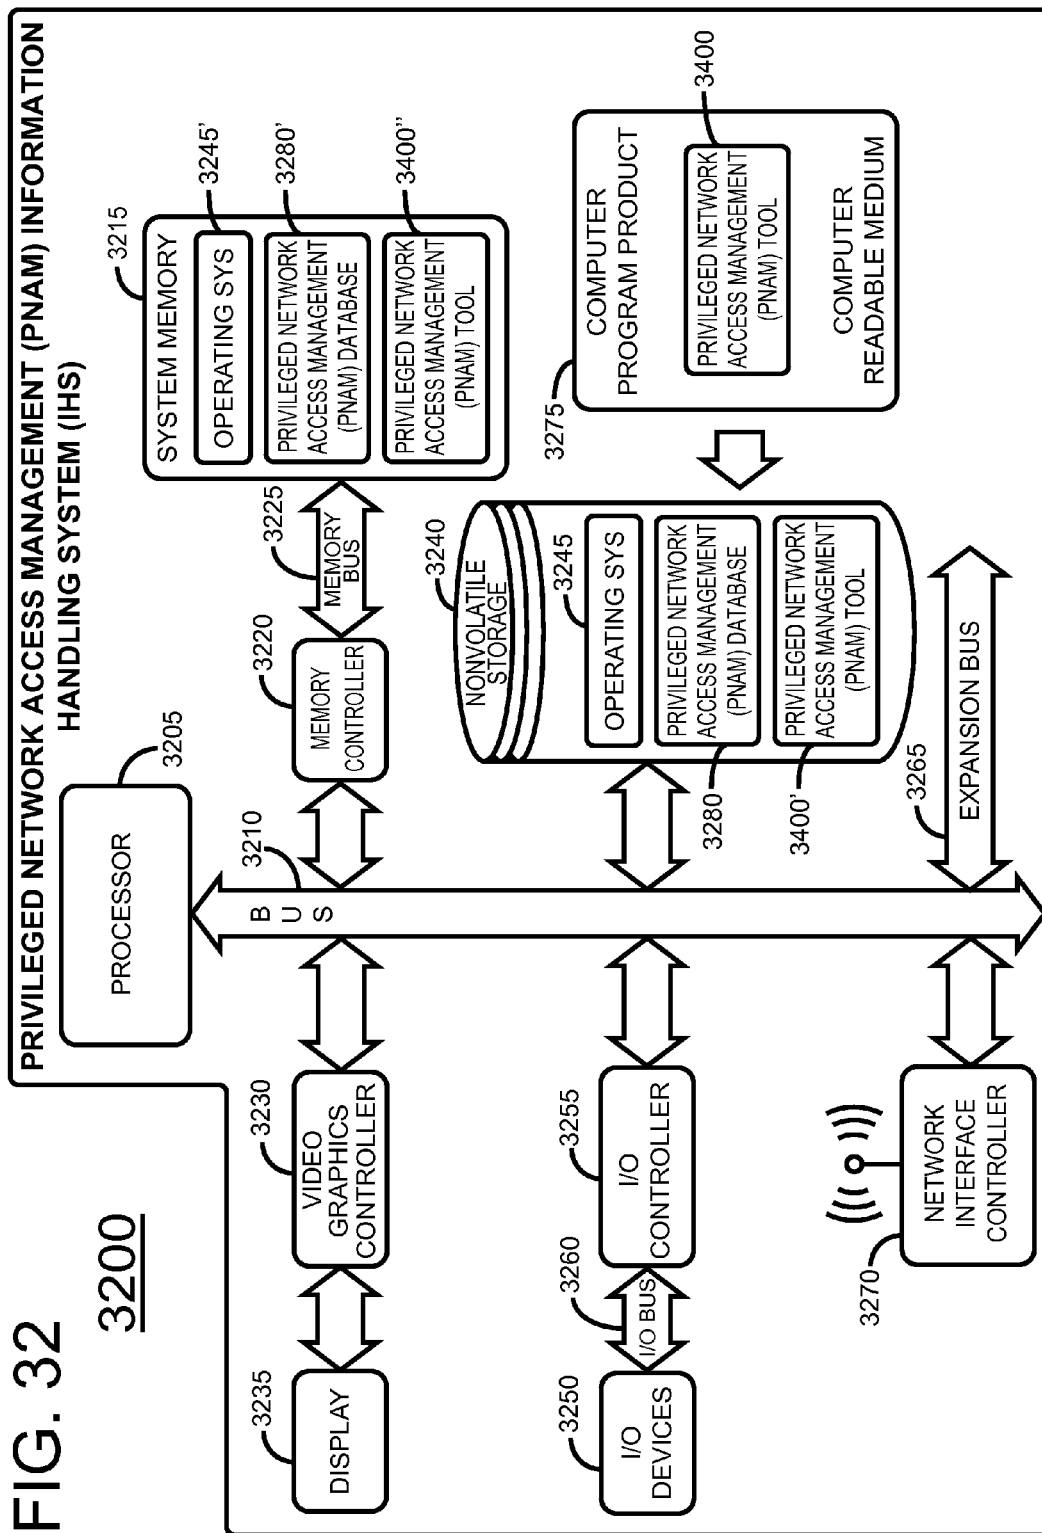 FIG. 32
3200
PRIVILEGED NETWORK ACCESS MANAGEMENT (PNAM) INFORMATION
HANDLING SYSTEM (IHS)
PROCESSOR
3205
3210
BUS
3235
DISPLAY
3230
VIDEO
GRAPHICS
CONTROLLER
3220
MEMORY
CONTROLLER
3225
MEMORY
BUS
3215
SYSTEM MEMORY
OPERATING SYS
3245'
PRIVILEGED NETWORK
ACCESS MANAGEMENT
(PNAM) DATABASE
3280'
PRIVILEGED NETWORK
ACCESS MANAGEMENT
(PNAM) TOOL
3400''
3250
I/O
DEVICES
3260
I/O BUS
3255
I/O
CONTROLLER
3240
NONVOLATILE
STORAGE
3245
OPERATING SYS
PRIVILEGED NETWORK
ACCESS MANAGEMENT
(PNAM) DATABASE
3280
PRIVILEGED NETWORK
ACCESS MANAGEMENT
(PNAM) TOOL
3400'
3275
COMPUTER
PROGRAM PRODUCT
PRIVILEGED NETWORK
ACCESS MANAGEMENT
(PNAM) TOOL
3400
COMPUTER
READABLE MEDIUM
3270
NETWORK
INTERFACE
CONTROLLER
3265
EXPANSION BUS